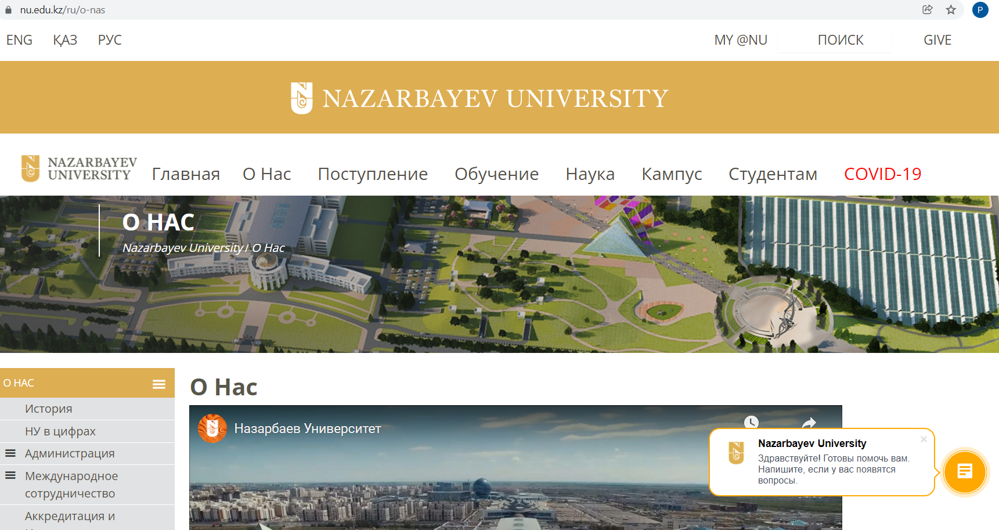 nu.edu.kz/ru/o-nas
P
ENG ҚАЗ РУС MY @NU ПОИСК GIVE
NAZARBAYEV UNIVERSITY
NAZARBAYEV
UNIVERSITY
Главная О Нас Поступление Обучение Наука Кампус Студентам COVID-19
О НАС
Nazarbayev University / О Нас
О НАС
История
НУ в цифрах
Администрация
Международное
сотрудничество
Аккредитация и
О Нас
Назарбаев Университет
Nazarbayev University
Здравствуйте! Готовы помочь вам.
Напишите, если у вас появятся
вопросы.